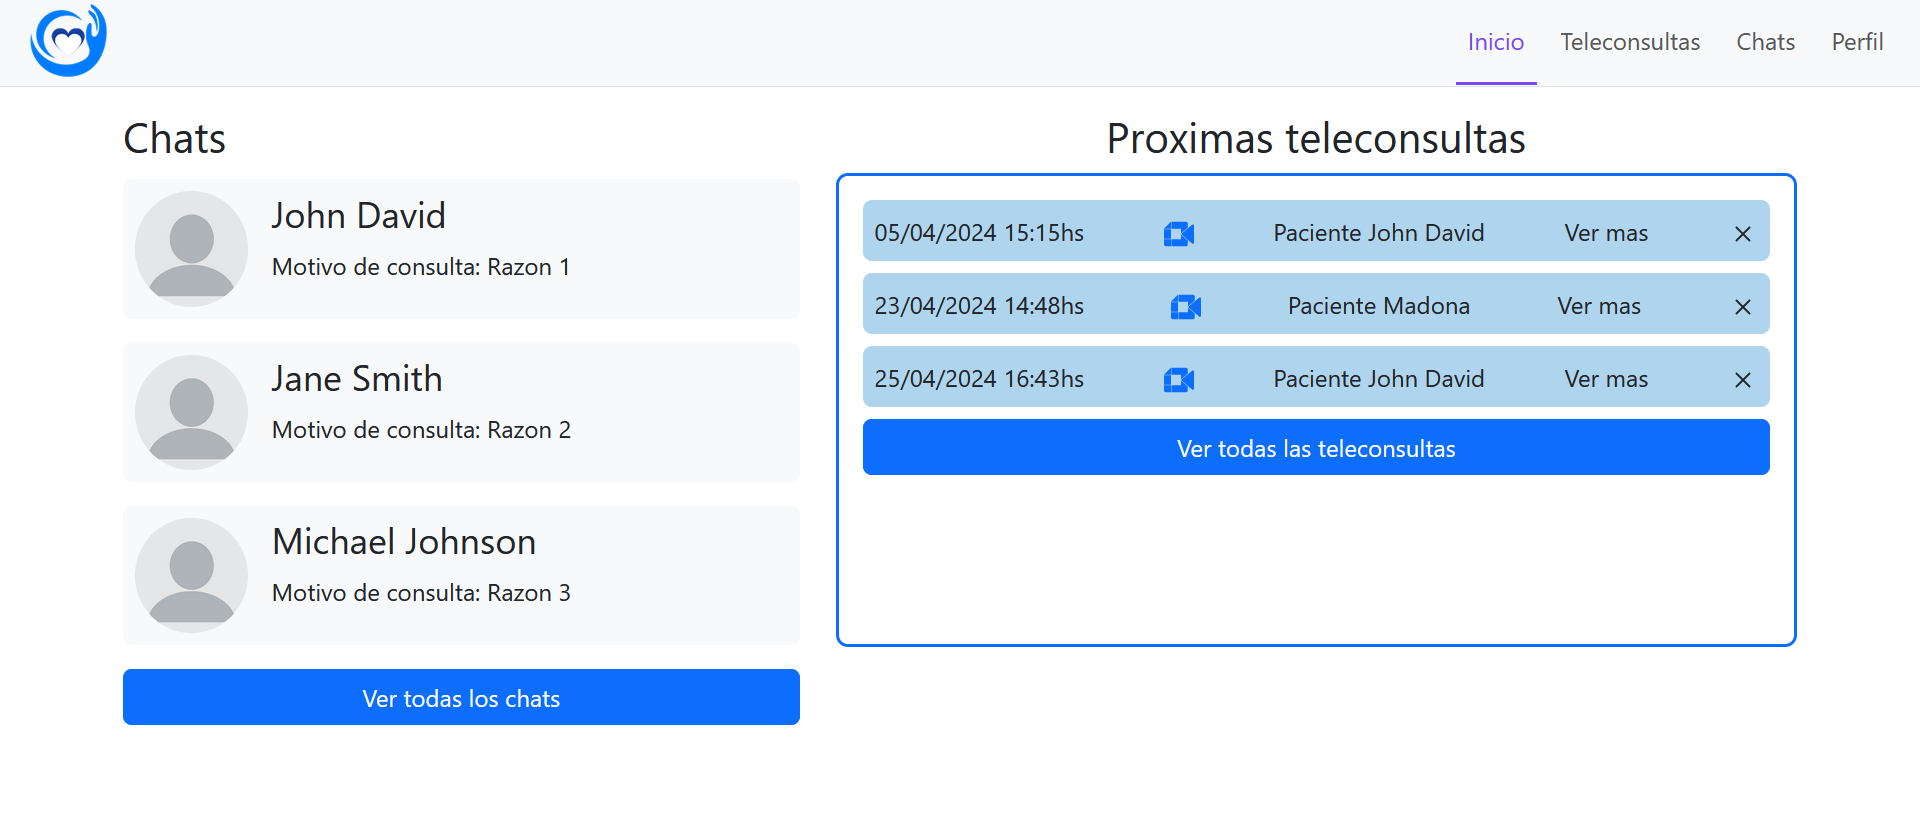 Inicio Teleconsultas Chats Perfil
Chats
John David
Motivo de consulta: Razon 1
Jane Smith
Motivo de consulta: Razon 2
Michael Johnson
Motivo de consulta: Razon 3
Ver todas los chats
Proximas teleconsultas
05/04/2024 15:15hs Paciente John David Ver mas
23/04/2024 14:48hs Paciente Madona Ver mas
25/04/2024 16:43hs Paciente John David Ver mas
Ver todas las teleconsultas